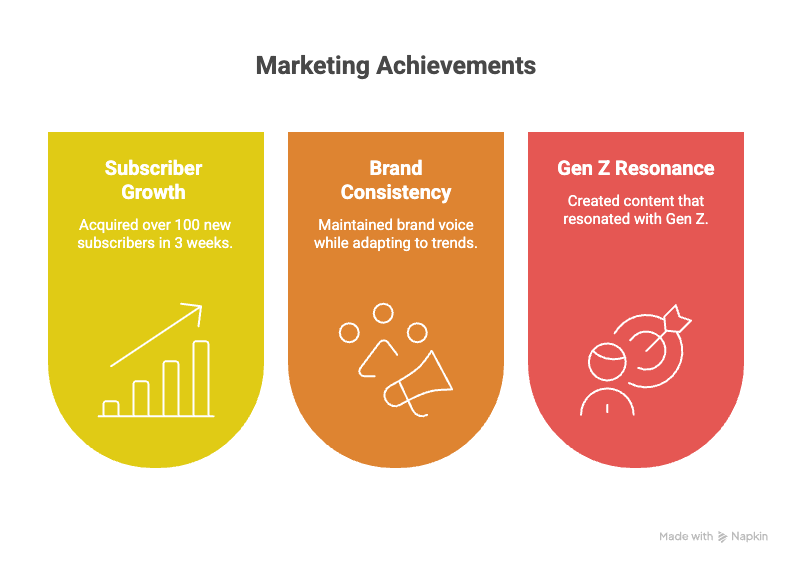 Marketing Achievements
Subscriber
Growth
Acquired over 100 new
subscribers in 3 weeks.
Brand
Consistency
Maintained brand voice
while adapting to trends.
Gen Z Resonance
Created content that
resonated with Gen Z.
Made with Napkin